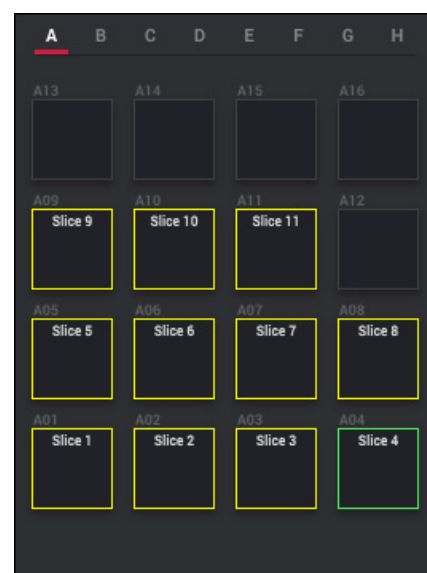 A B C D E F G H
A13 A14 A15 A16
A09 A10 A11 A12
Slice 9 Slice 10 Slice 11
A05 A06 A07 A08
Slice 5 Slice 6 Slice 7 Slice 8
A01 A02 A03 A04
Slice 1 Slice 2 Slice 3 Slice 4